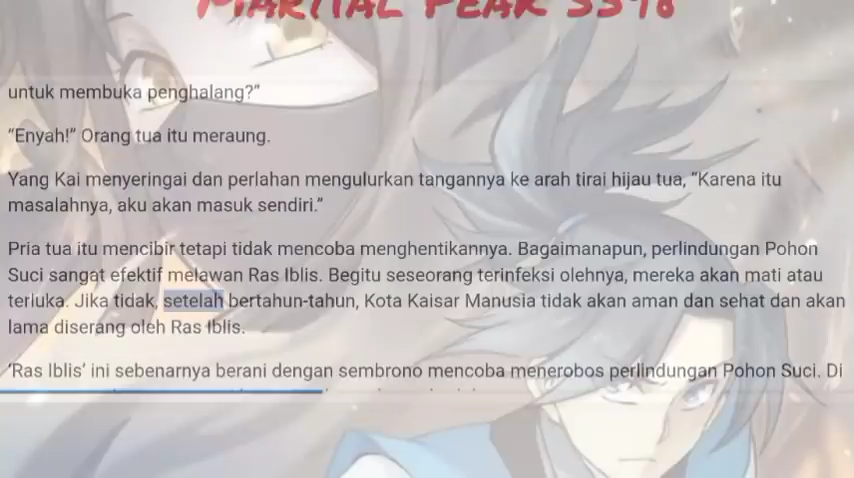 MARTIAL PEAK
untuk membuka penghalang?”
“Enyah!” Orang tua itu meraung.
Yang Kai menyeringai dan perlahan mengulurkan tangannya ke arah tirai hijau tua, “Karena itu
masalahnya, aku akan masuk sendiri.”
Pria tua itu mencibir tetapi tidak mencoba menghentikannya. Bagaimanapun, perlindungan Pohon
Suci sangat efektif melawan Ras Iblis. Begitu seseorang terinfeksi olehnya, mereka akan mati atau
terluka. Jika tidak, setelah bertahun-tahun, Kota Kaisar Manusia tidak akan aman dan sehat dan akan
lama diserang oleh Ras Iblis.
‘Ras Iblis’ ini sebenarnya berani dengan sembrono mencoba menerobos perlindungan Pohon Suci. Di